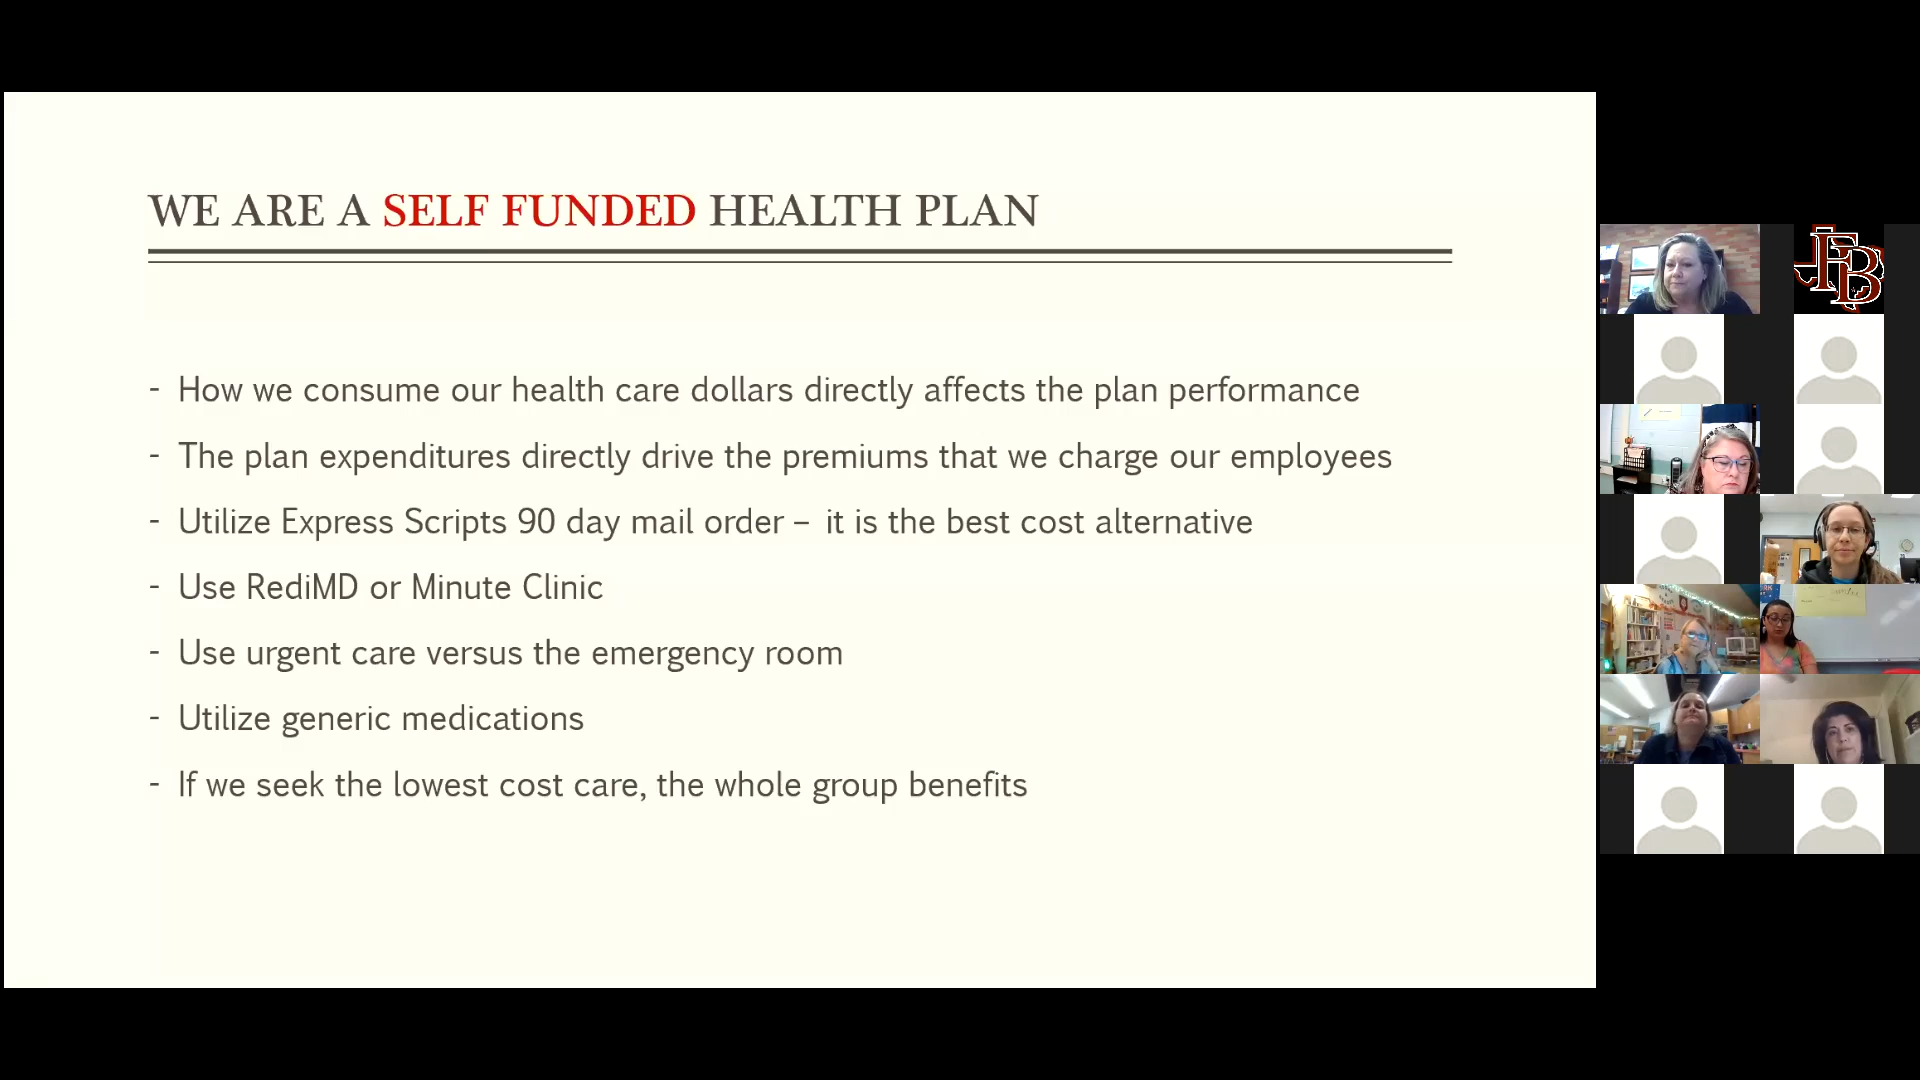 WE ARE A SELF FUNDED HEALTH PLAN
- How we consume our health care dollars directly affects the plan performance
- The plan expenditures directly drive the premiums that we charge our employees
- Utilize Express Scripts 90 day mail order – it is the best cost alternative
- Use RediMD or Minute Clinic
- Use urgent care versus the emergency room
- Utilize generic medications
- If we seek the lowest cost care, the whole group benefits
FB